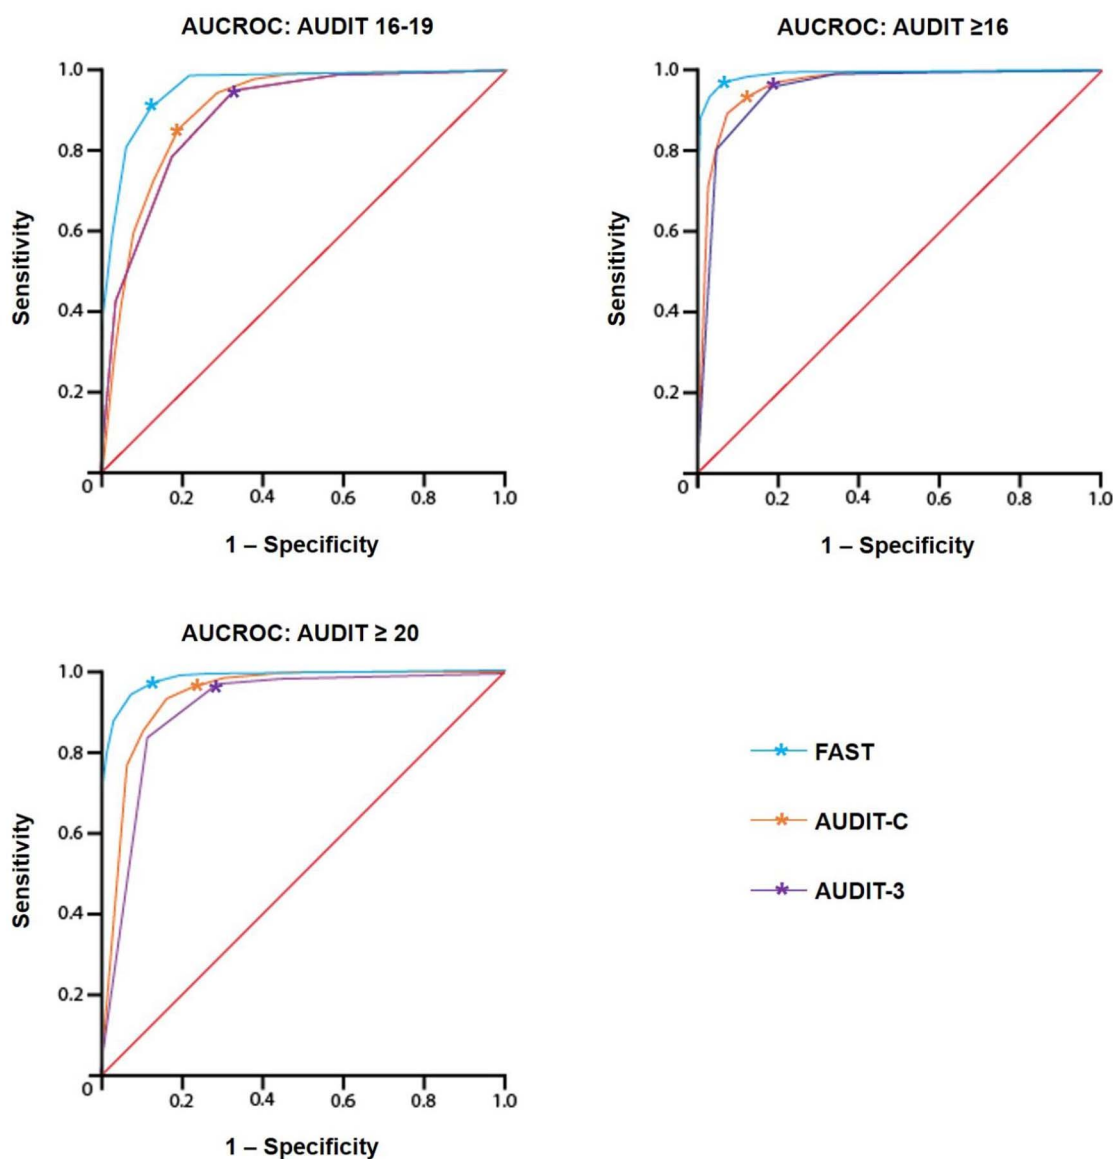 AUCROC: AUDIT 16-19
1.0
0.8
0.6
0.4
0.2
0
0.2
0.4
0.6
0.8
1.0
Sensitivity
1 – Specificity
AUCROC: AUDIT ≥16
1.0
0.8
0.6
0.4
0.2
0
0.2
0.4
0.6
0.8
1.0
Sensitivity
1 – Specificity
AUCROC: AUDIT ≥ 20
1.0
0.8
0.6
0.4
0.2
0
0.2
0.4
0.6
0.8
1.0
Sensitivity
1 – Specificity
FAST
AUDIT-C
AUDIT-3